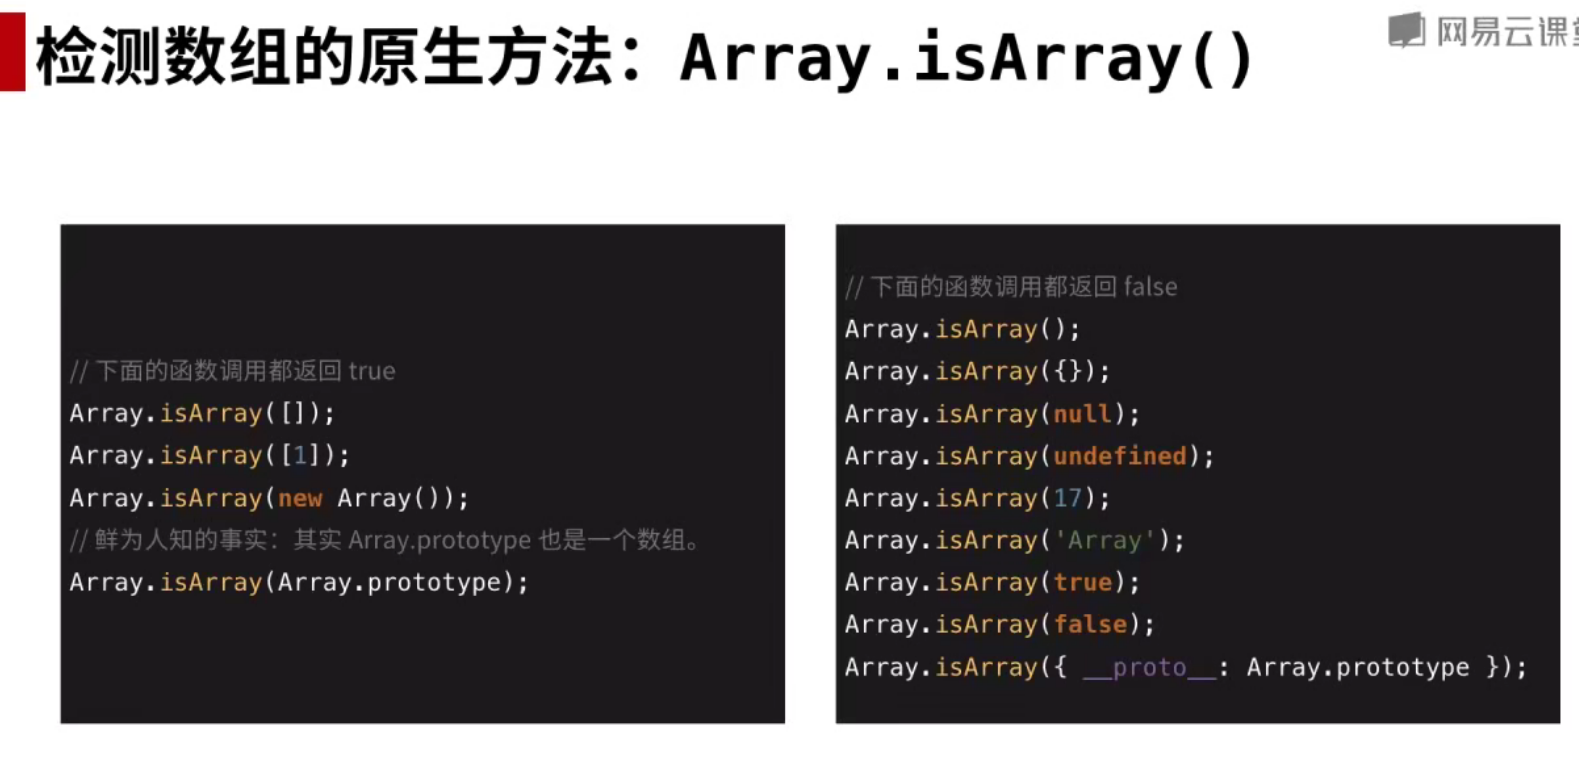 检测数组的原生方法：Array.isArray()
网易云课
// 下面的函数调用都返回 true
Array.isArray([]);
Array.isArray([1]);
Array.isArray(new Array());
// 鲜为人知的事实：其实 Array.prototype 也是一个数组。
Array.isArray(Array.prototype);
// 下面的函数调用都返回 false
Array.isArray();
Array.isArray({});
Array.isArray(null);
Array.isArray(undefined);
Array.isArray(17);
Array.isArray('Array');
Array.isArray(true);
Array.isArray(false);
Array.isArray({ __proto__: Array.prototype });